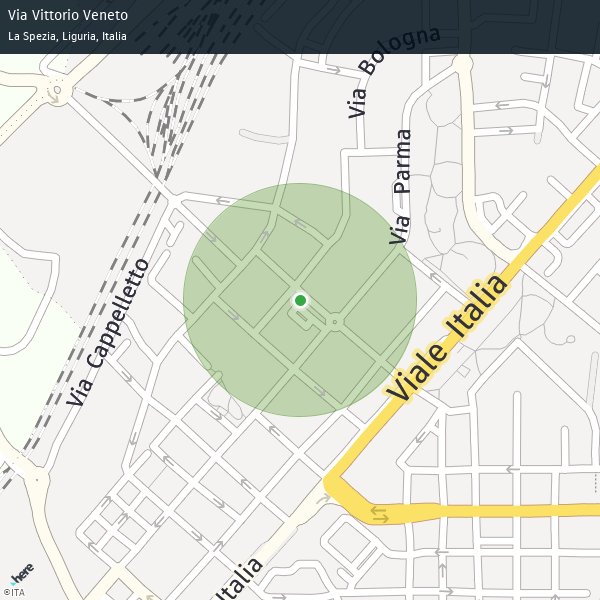 Via Vittorio Veneto
La Spezia, Liguria, Italia
Via Bologna
Via Parma
Via Cappelletto
Viale Italia
Italia
here
©ITA